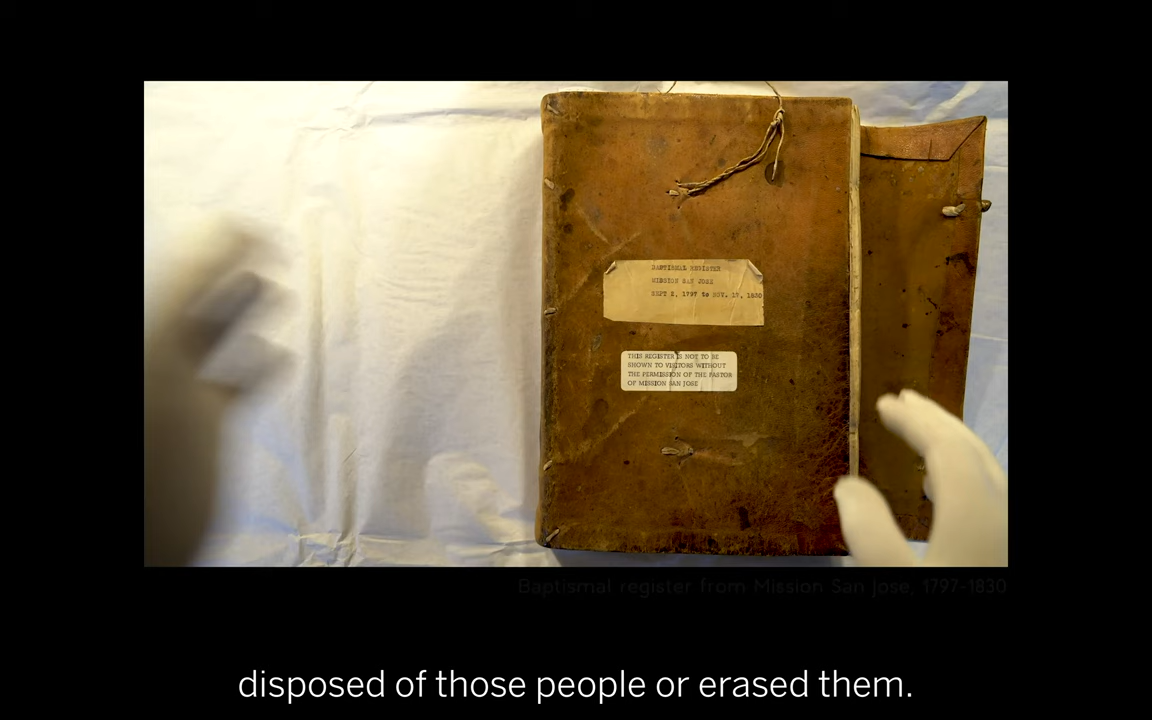 BAPTISMAL REGISTER
MISSION SAN JOSE
SEPT 2, 1797 to NOV. 19, 1830
THIS REGISTER IS NOT TO BE
SHOWN TO VISITORS WITHOUT
THE PERMISSION OF THE PASTOR
OF MISSION SAN JOSE
Baptismal register from Mission San Jose, 1797-1830
disposed of those people or erased them.